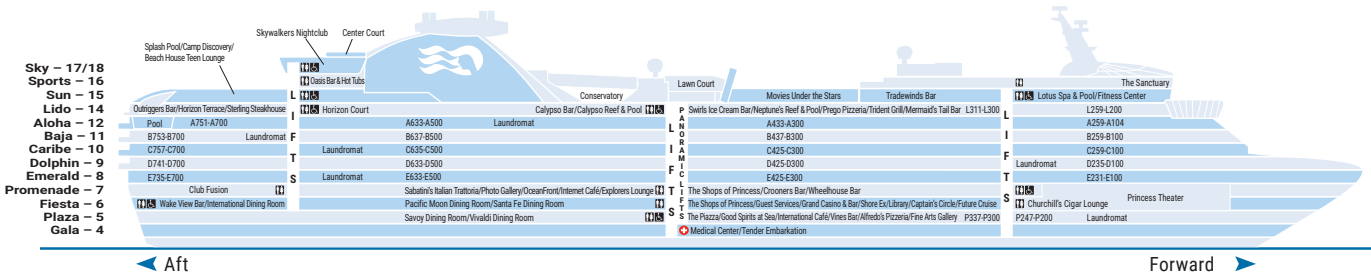 Skywalkers Nightclub
Center Court
Splash Pool/Camp Discovery/
Beach House Teen Lounge
Sky – 17/18
Sports – 16 Oasis Bar & Hot Tubs Lawn Court The Sanctuary
Sun – 15 Conservatory Movies Under the Stars Tradewinds Bar Lotus Spa & Pool/Fitness Center
Lido – 14 Outriggers Bar/Horizon Terrace/Sterling Steakhouse Horizon Court Calypso Bar/Calypso Reef & Pool Swirls Ice Cream Bar/Neptune's Reef & Pool/Prego Pizzeria/Trident Grill/Mermaid's Tail Bar L311-L300 L259-L200
Aloha – 12 Pool A751-A700 A633-A500 Laundromat A433-A300 A259-A104
Baja – 11 B753-B700 Laundromat B637-B500 B437-B300 B259-B100
Caribe – 10 C757-C700 Laundromat C635-C500 C425-C300 C259-C100
Dolphin – 9 D741-D700 D633-D500 D425-D300 Laundromat D235-D100
Emerald – 8 E735-E700 Laundromat E633-E500 E425-E300 E231-E100
Promenade – 7 Club Fusion Sabatini's Italian Trattoria/Photo Gallery/OceanFront/Internet Café/Explorers Lounge The Shops of Princess/Crooners Bar/Wheelhouse Bar Princess Theater
Fiesta – 6 Wake View Bar/International Dining Room Pacific Moon Dining Room/Santa Fe Dining Room The Shops of Princess/Guest Services/Grand Casino & Bar/Shore Ex/Library/Captain's Circle/Future Cruise Churchill's Cigar Lounge
Plaza – 5 Savoy Dining Room/Vivaldi Dining Room The Piazza/Good Spirits at Sea/International Café/Vines Bar/Alfredo's Pizzeria/Fine Arts Gallery P337-P300 P247-P200 Laundromat
Gala – 4 Medical Center/Tender Embarkation
LIFTS
LIFTS
PANORAMIC LIFTS
LIFTS
Aft
Forward